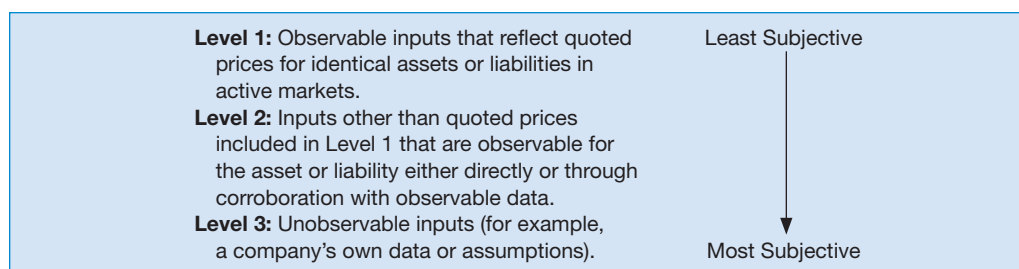 Level 1: Observable inputs that reflect quoted Least Subjective
prices for identical assets or liabilities in
active markets.
Level 2: Inputs other than quoted prices
included in Level 1 that are observable for
the asset or liability either directly or through
corroboration with observable data.
Level 3: Unobservable inputs (for example,
a company's own data or assumptions). Most Subjective